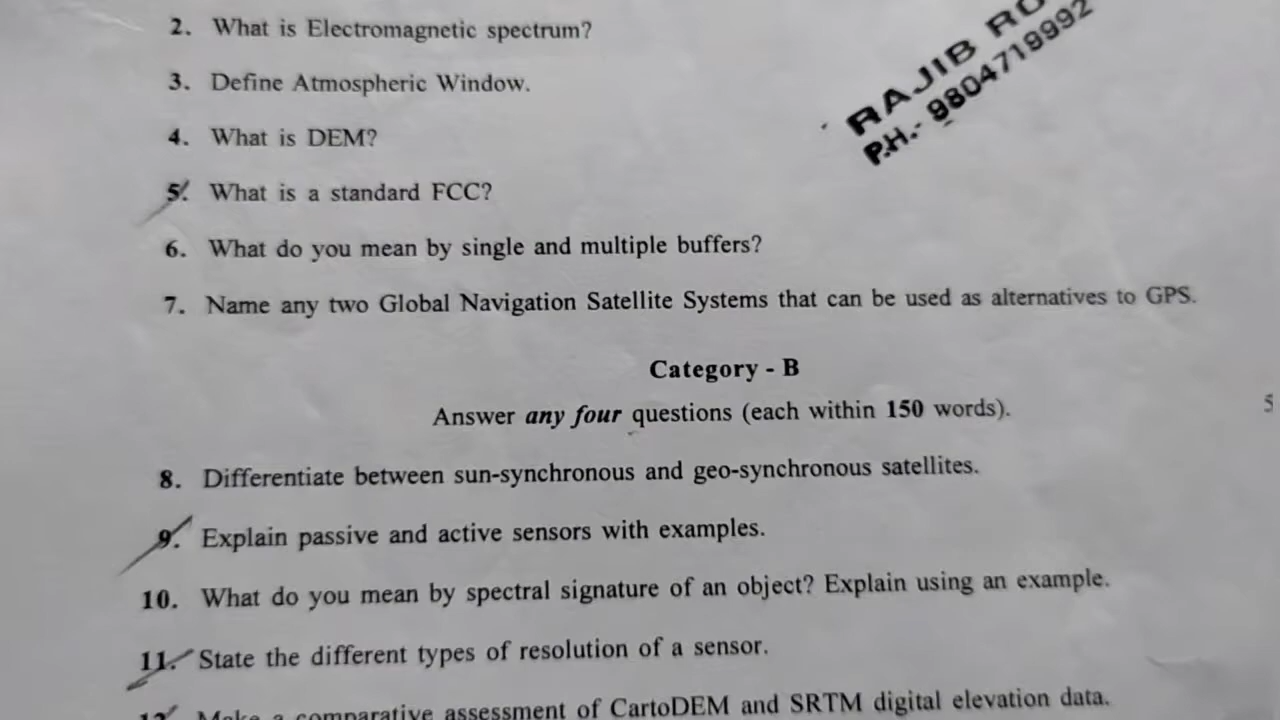 2. What is Electromagnetic spectrum?
RAJIB
P.H.- 9804719992
3. Define Atmospheric Window.
4. What is DEM?
5. What is a standard FCC?
6. What do you mean by single and multiple buffers?
7. Name any two Global Navigation Satellite Systems that can be used as alternatives to GPS.
Category - B
Answer any four questions (each within 150 words).
5
8. Differentiate between sun-synchronous and geo-synchronous satellites.
9. Explain passive and active sensors with examples.
10. What do you mean by spectral signature of an object? Explain using an example.
11. State the different types of resolution of a sensor.
12. Make a comparative assessment of CartoDEM and SRTM digital elevation data.